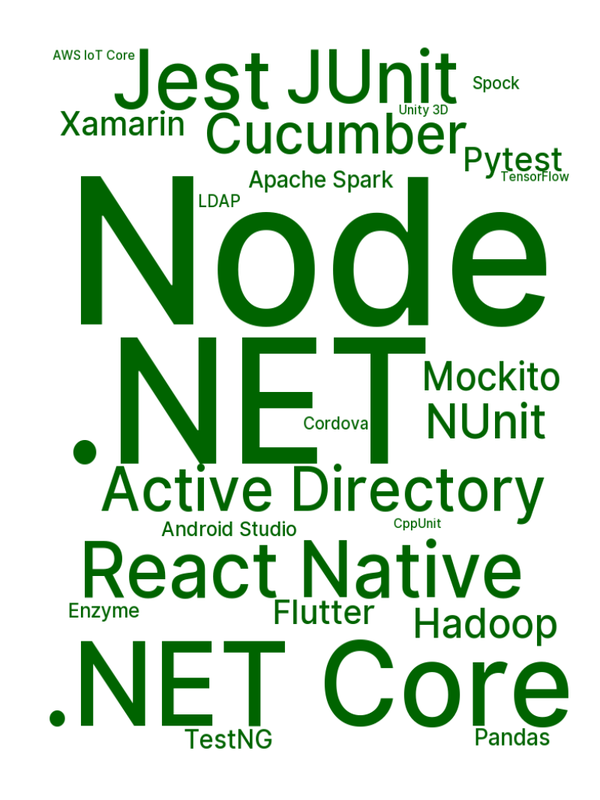 AWS IoT Core
Jest
JUnit
Spock
Xamarin
Unity 3D
Cucumber
Pytest
TensorFlow
Apache Spark
LDAP
Node
.NET
Mockito
NUnit
Cordova
Active Directory
Android Studio
CppUnit
React Native
Enzyme
Flutter
Hadoop
.NET Core
TestNG
Pandas